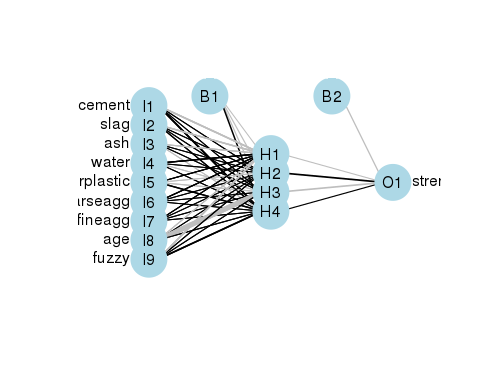 B1
B2
cement I1
slag I2
ash I3
water I4
rplastic I5
arseagg I6
fineagg I7
age I8
fuzzy I9
H1
H2
H3
H4
O1 strer